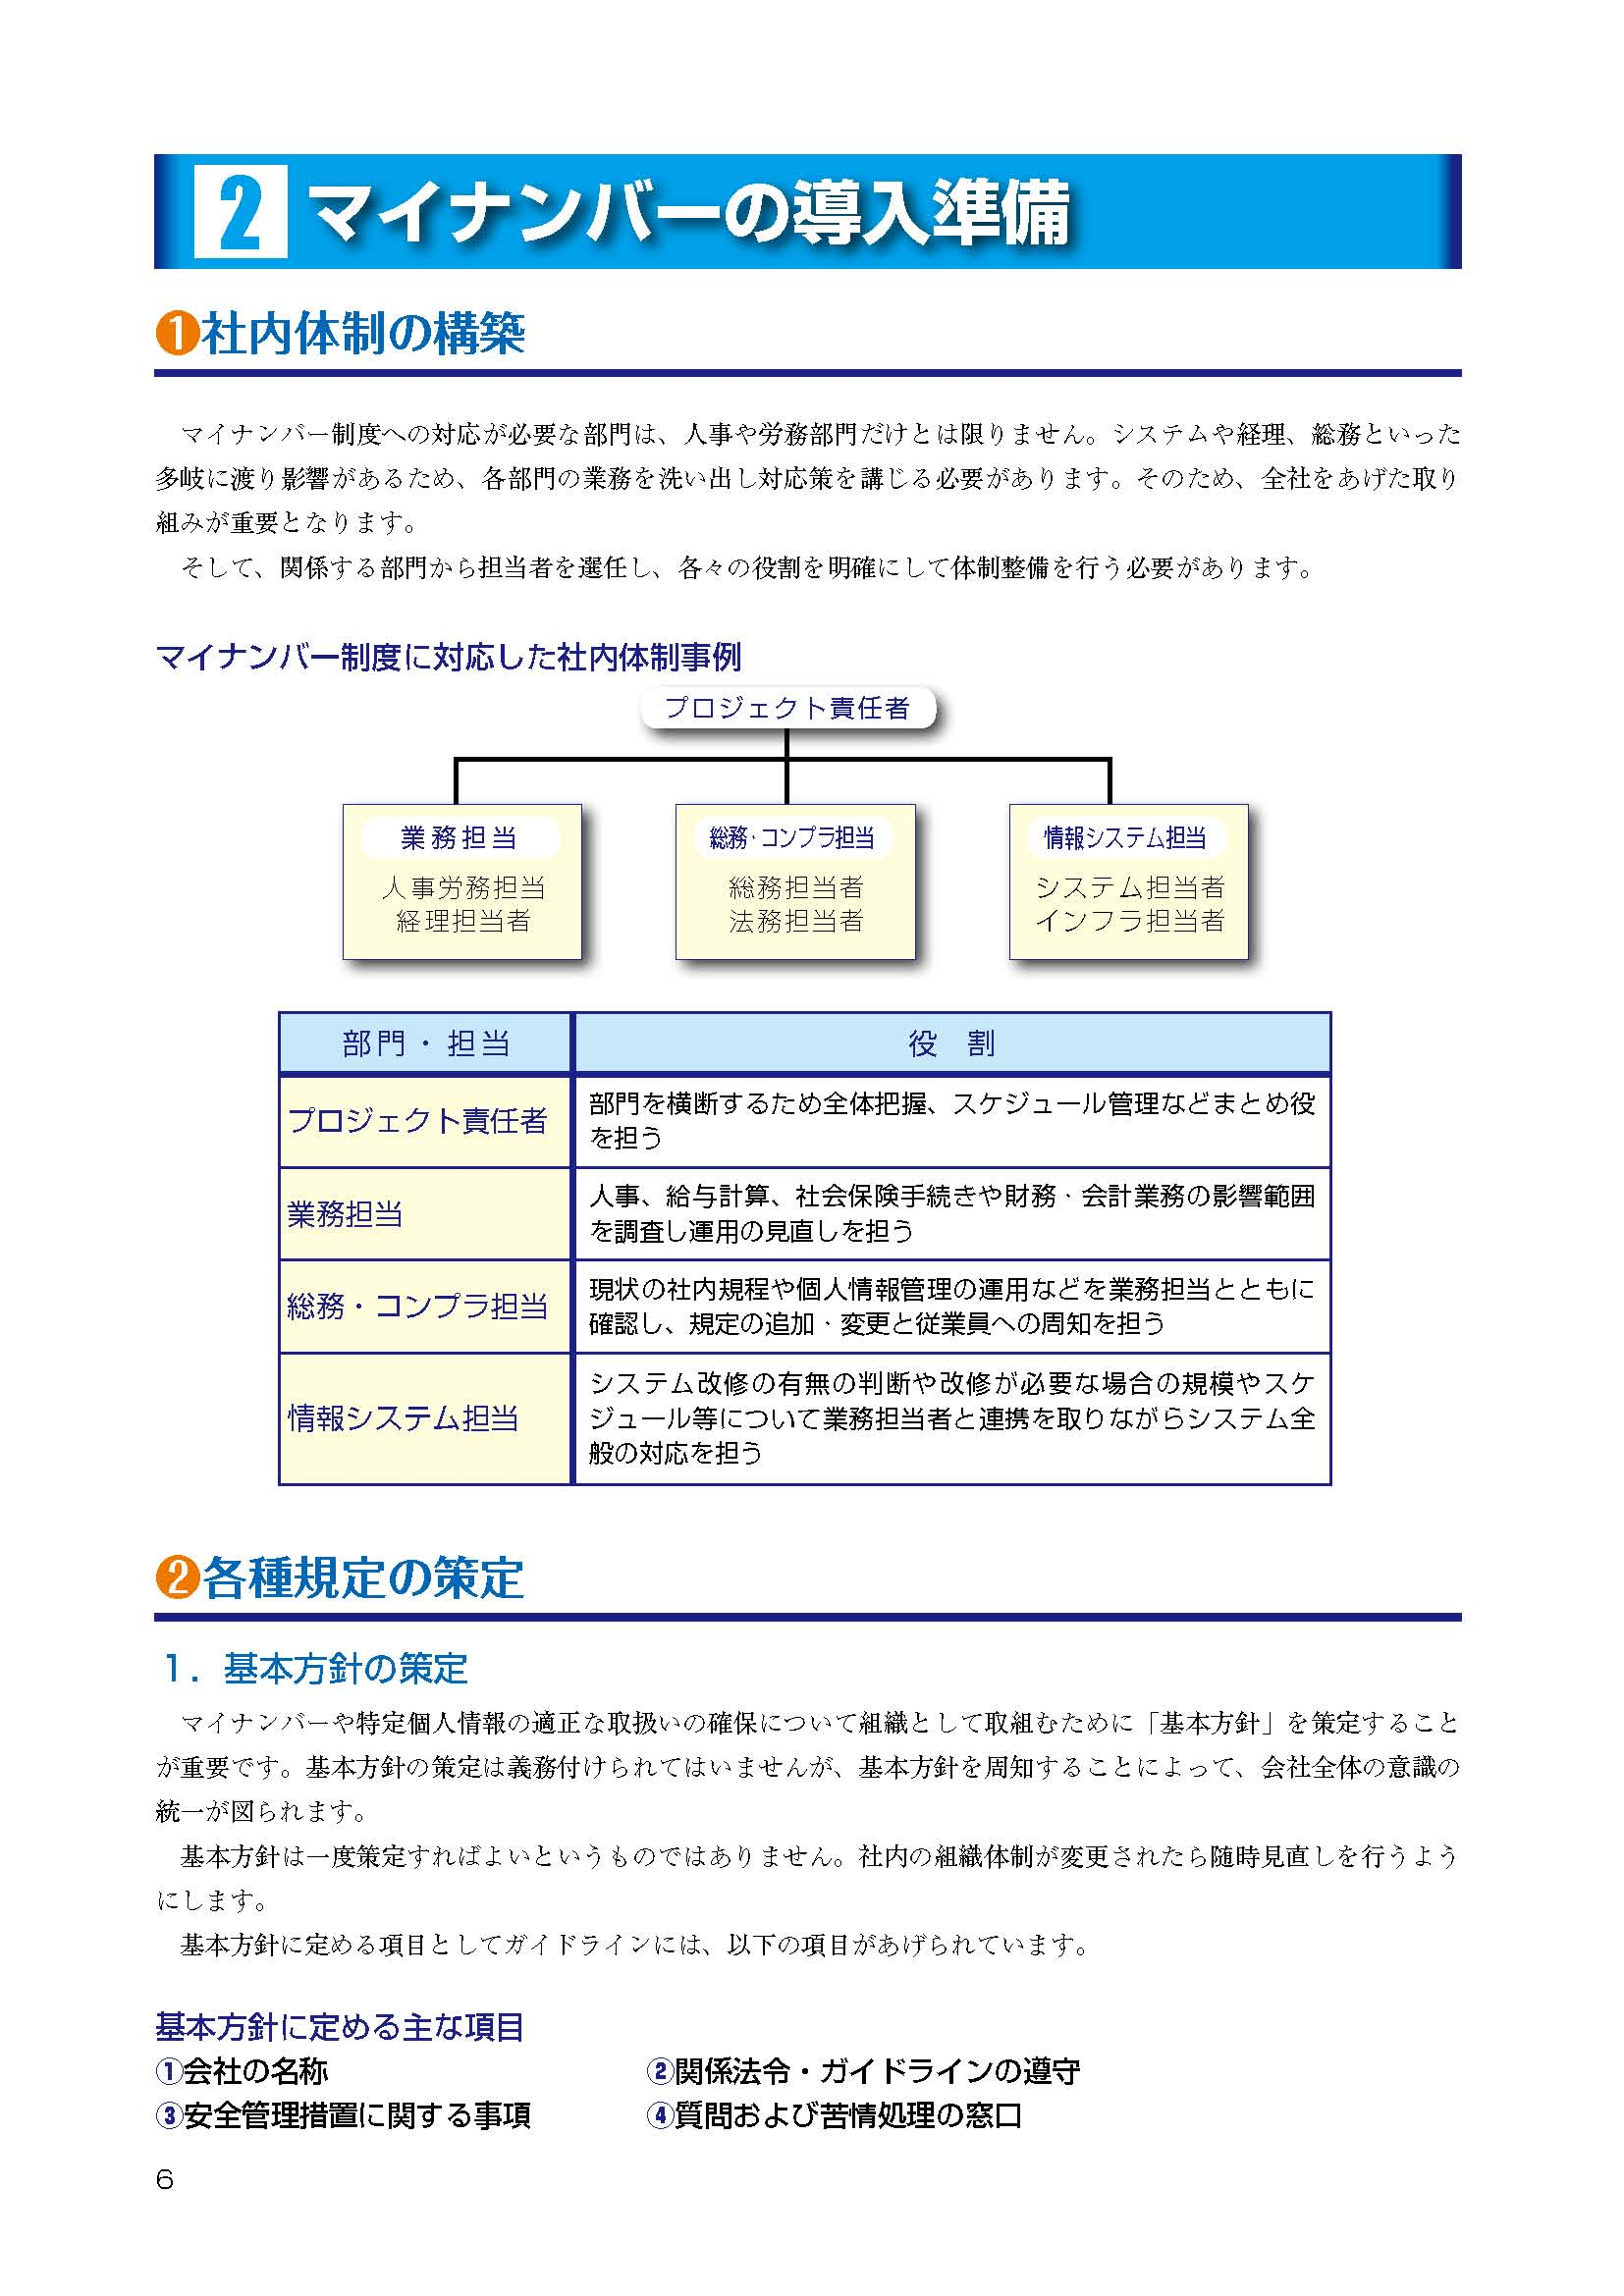 2 マイナンバーの導入準備
❶社内体制の構築
マイナンバー制度への対応が必要な部門は、人事や労務部門だけとは限りません。システムや経理、総務といった
多岐に渡り影響があるため、各部門の業務を洗い出し対応策を講じる必要があります。そのため、全社をあげた取り
組みが重要となります。
そして、関係する部門から担当者を選任し、各々の役割を明確にして体制整備を行う必要があります。
マイナンバー制度に対応した社内体制事例
プロジェクト責任者
業務担当
人事労務担当
経理担当者
総務・コンプラ担当
総務担当者
法務担当者
情報システム担当
システム担当者
インフラ担当者
部門・担当
役　割
プロジェクト責任者
部門を横断するため全体把握、スケジュール管理などまとめ役
を担う
業務担当
人事、給与計算、社会保険手続きや財務・会計業務の影響範囲
を調査し運用の見直しを担う
総務・コンプラ担当
現状の社内規程や個人情報管理の運用などを業務担当とともに
確認し、規定の追加・変更と従業員への周知を担う
情報システム担当
システム改修の有無の判断や改修が必要な場合の規模やスケ
ジュール等について業務担当者と連携を取りながらシステム全
般の対応を担う
❷各種規定の策定
１．基本方針の策定
マイナンバーや特定個人情報の適正な取扱いの確保について組織として取組むために「基本方針」を策定すること
が重要です。基本方針の策定は義務付けられてはいませんが、基本方針を周知することによって、会社全体の意識の
統一が図られます。
基本方針は一度策定すればよいというものではありません。社内の組織体制が変更されたら随時見直しを行うよう
にします。
基本方針に定める項目としてガイドラインには、以下の項目があげられています。
基本方針に定める主な項目
①会社の名称
②関係法令・ガイドラインの遵守
③安全管理措置に関する事項
④質問および苦情処理の窓口
6